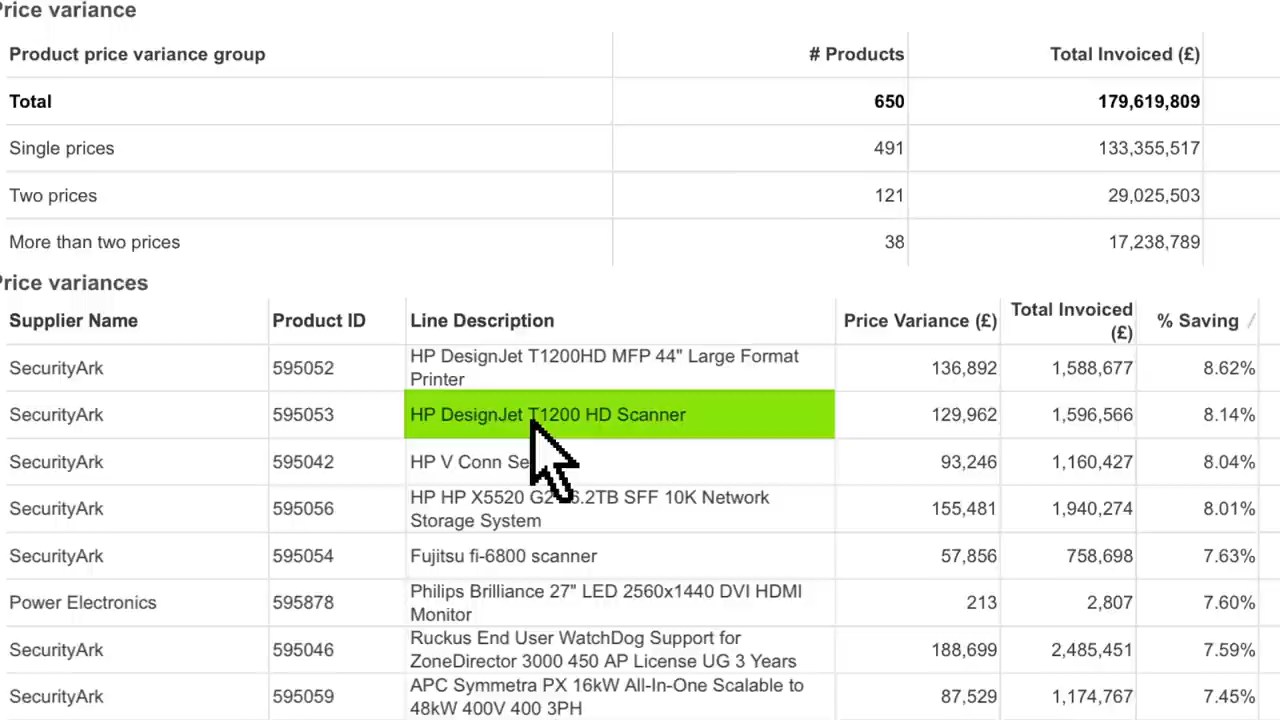 Price variance
Product price variance group # Products Total Invoiced (£)
Total 650 179,619,809
Single prices 491 133,355,517
Two prices 121 29,025,503
More than two prices 38 17,238,789
Price variances
Supplier Name Product ID Line Description Price Variance (£) Total Invoiced (£) % Saving
SecurityArk 595052 HP DesignJet T1200HD MFP 44" Large Format Printer 136,892 1,588,677 8.62%
SecurityArk 595053 HP DesignJet T1200 HD Scanner 129,962 1,596,566 8.14%
SecurityArk 595042 HP V Conn 93,246 1,160,427 8.04%
SecurityArk 595056 HP HP X5520 SFF 10K Network Storage System 155,481 1,940,274 8.01%
SecurityArk 595054 Fujitsu fi-6800 scanner 57,856 758,698 7.63%
Power Electronics 595878 Philips Brilliance 27" LED 2560x1440 DVI HDMI Monitor 213 2,807 7.60%
SecurityArk 595046 Ruckus End User WatchDog Support for ZoneDirector 3000 450 AP License UG 3 Years 188,699 2,485,451 7.59%
SecurityArk 595059 APC Symmetra PX 16kW All-In-One Scalable to 48kW 400V 400 3PH 87,529 1,174,767 7.45%